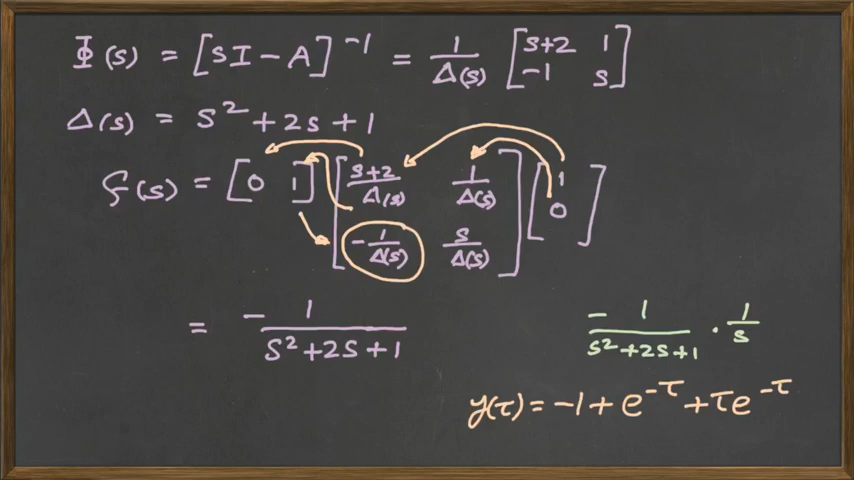 Φ(s) = [sI − A]⁻¹ = 1/Δ(s) [s+2 1; −1 s]
Δ(s) = s² + 2s + 1
G(s) = [0 1] [s+2/Δ(s) 1/Δ(s); −1/Δ(s) s/Δ(s)] [1; 0]
= − 1/(s² + 2s + 1) − 1/(s² + 2s + 1) · 1/s
y(τ) = −1 + e^−τ + τe^−τ